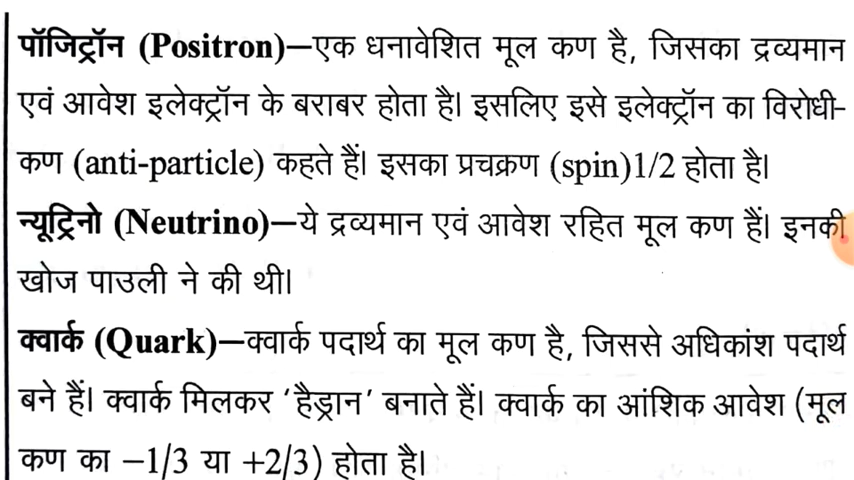 पॉजिट्रॉन (Positron)—एक धनावेशित मूल कण है, जिसका द्रव्यमान
एवं आवेश इलेक्ट्रॉन के बराबर होता है। इसलिए इसे इलेक्ट्रॉन का विरोधी-
कण (anti-particle) कहते हैं। इसका प्रचक्रण (spin)1/2 होता है।
न्यूट्रिनो (Neutrino)—ये द्रव्यमान एवं आवेश रहित मूल कण हैं। इनकी
खोज पाउली ने की थी।
क्वार्क (Quark)—क्वार्क पदार्थ का मूल कण है, जिससे अधिकांश पदार्थ
बने हैं। क्वार्क मिलकर ‘हैड्रान’ बनाते हैं। क्वार्क का आंशिक आवेश (मूल
कण का –1/3 या +2/3) होता है।